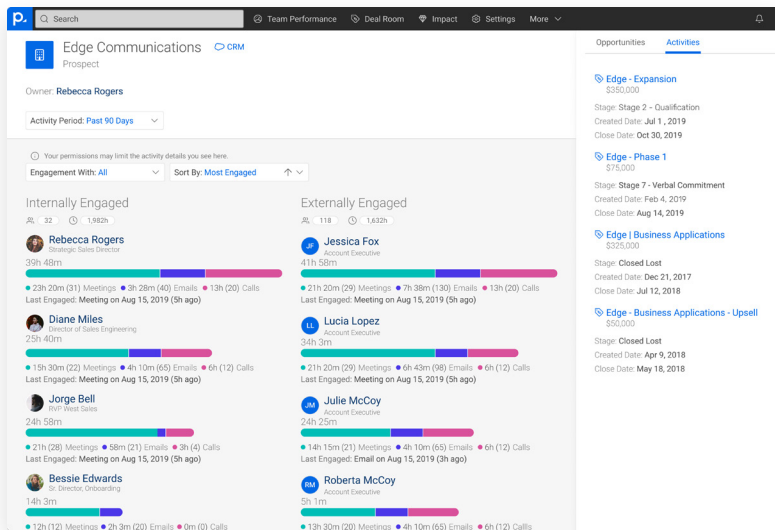 p.
Search
Team Performance
Deal Room
Impact
Settings
More
Edge Communications
CRM
Prospect
Owner: Rebecca Rogers
Activity Period: Past 90 Days
Your permissions may limit the activity details you see here.
Engagement With: All
Sort By: Most Engaged
Internally Engaged
32 1,982h
Rebecca Rogers
Strategic Sales Director
39h 48m
23h 20m (31) Meetings 3h 28m (40) Emails 13h (20) Calls
Last Engaged: Meeting on Aug 15, 2019 (5h ago)
Diane Miles
Director of Sales Engineering
25h 40m
15h 30m (22) Meetings 4h 10m (65) Emails 6h (12) Calls
Last Engaged: Meeting on Aug 15, 2019 (5h ago)
Jorge Bell
RVP West Sales
24h 58m
21h (28) Meetings 58m (21) Emails 3h (4) Calls
Last Engaged: Meeting on Aug 15, 2019 (5h ago)
Bessie Edwards
Sr. Director, Onboarding
14h 3m
12h (12) Meetings 2h 3m (20) Emails 0m (0) Calls
Externally Engaged
118 1,632h
JF
Jessica Fox
Account Executive
41h 58m
21h 20m (29) Meetings 7h 38m (130) Emails 13h (20) Calls
Last Engaged: Meeting on Aug 15, 2019 (5h ago)
LL
Lucia Lopez
Account Executive
34h 3m
21h 20m (29) Meetings 6h 43m (98) Emails 6h (12) Calls
Last Engaged: Meeting on Aug 15, 2019 (5h ago)
JM
Julie McCoy
Account Executive
24h 25m
14h 15m (21) Meetings 4h 10m (65) Emails 6h (12) Calls
Last Engaged: Email on Aug 15, 2019 (3h ago)
RM
Roberta McCoy
Account Executive
5h 1m
13h 30m (20) Meetings 4h 10m (65) Emails 6h (12) Calls
Opportunities
Activities
Edge - Expansion
$350,000
Stage: Stage 2 - Qualification
Created Date: Jul 1 , 2019
Close Date: Oct 30, 2019
Edge - Phase 1
$75,000
Stage: Stage 7 - Verbal Commitment
Created Date: Feb 4, 2019
Close Date: Aug 14, 2019
Edge | Business Applications
$325,000
Stage: Closed Lost
Created Date: Dec 21, 2017
Close Date: Jul 12, 2018
Edge - Business Applications - Upsell
$50,000
Stage: Closed Lost
Created Date: Apr 9, 2018
Close Date: May 18, 2018